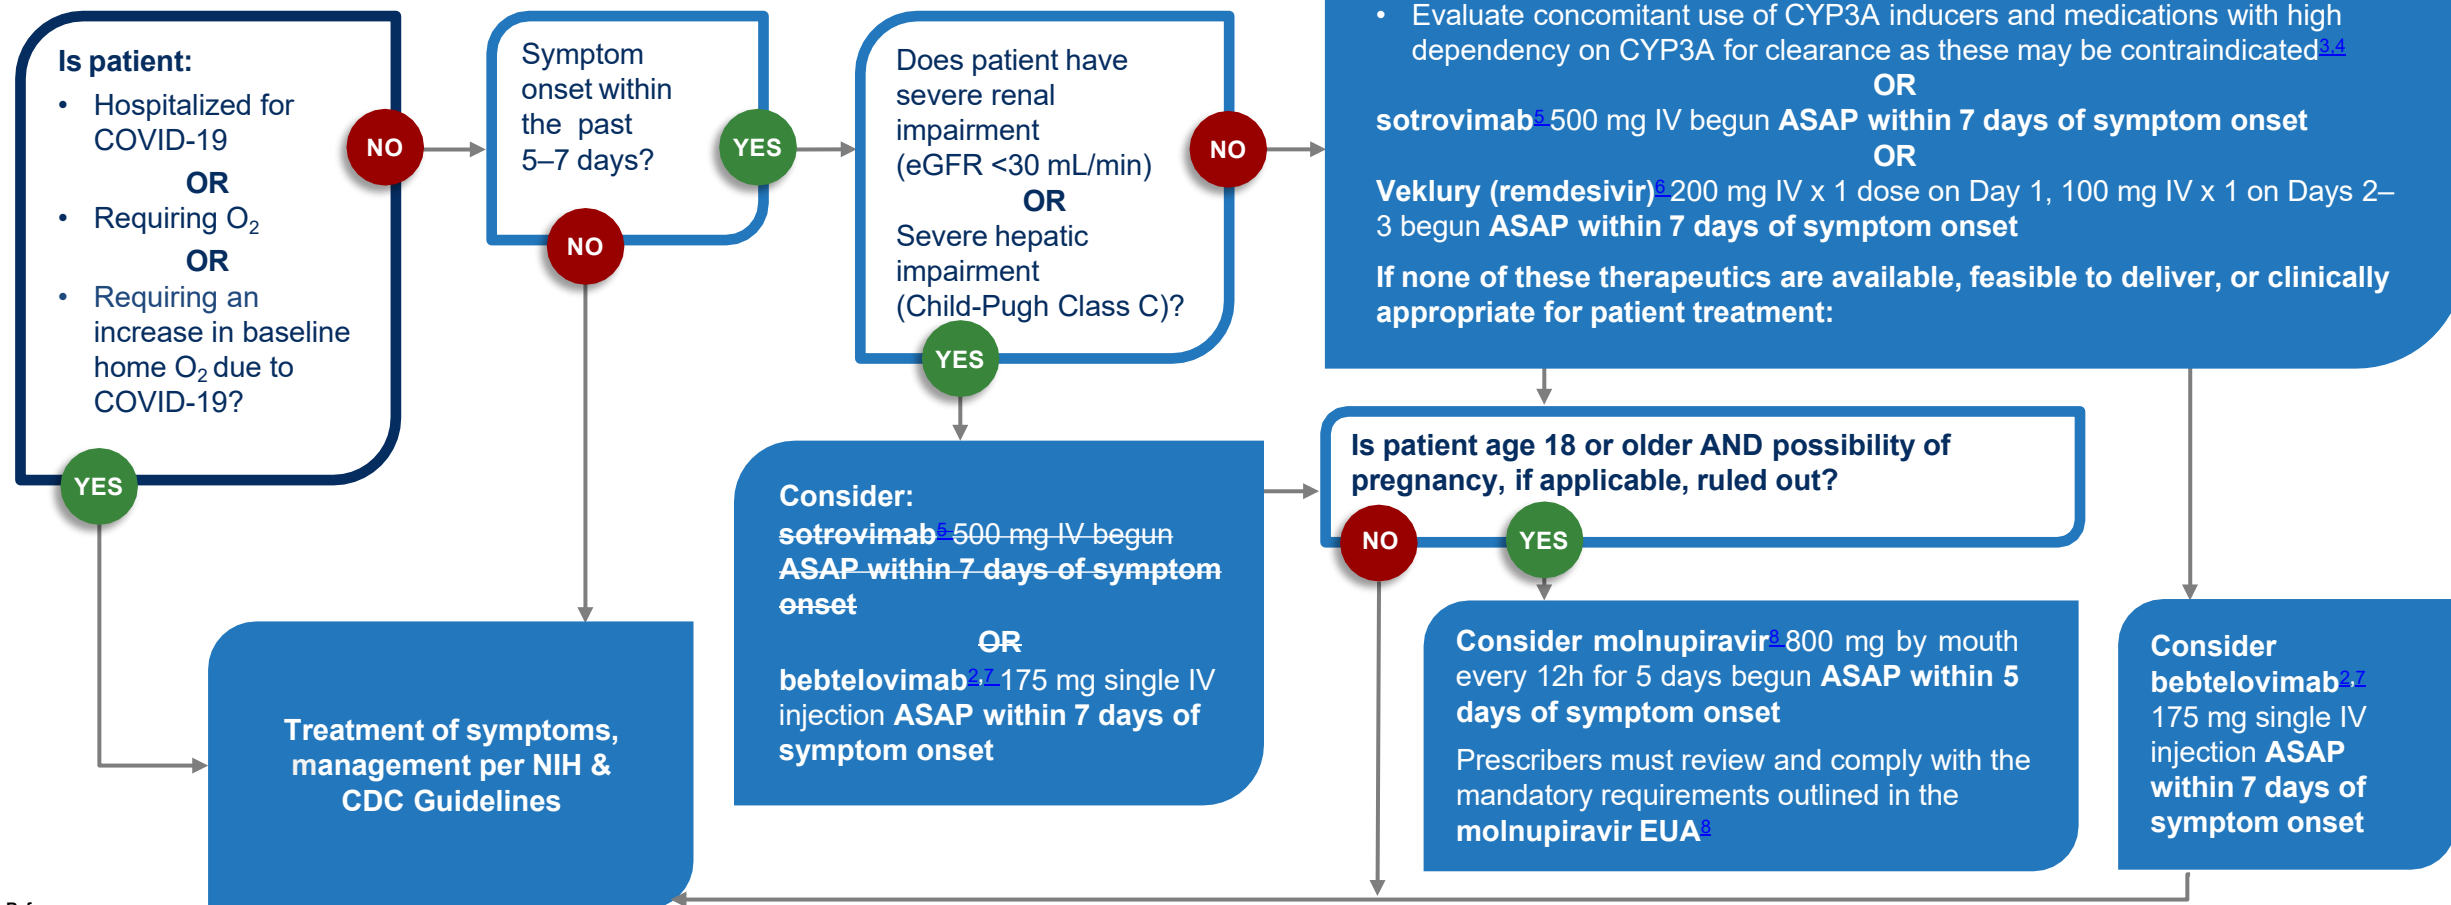 Is patient:
• Hospitalized for
COVID-19
OR
• Requiring O₂
OR
• Requiring an
increase in baseline
home O₂ due to
COVID-19?
NO
YES
Symptom
onset within
the past
5–7 days?
YES
NO
Does patient have
severe renal
impairment
(eGFR <30 mL/min)
OR
Severe hepatic
impairment
(Child-Pugh Class C)?
NO
YES
• Evaluate concomitant use of CYP3A inducers and medications with high
dependency on CYP3A for clearance as these may be contraindicated3,4
OR
sotrovimab5 500 mg IV begun ASAP within 7 days of symptom onset
OR
Veklury (remdesivir)6 200 mg IV x 1 dose on Day 1, 100 mg IV x 1 on Days 2–
3 begun ASAP within 7 days of symptom onset
If none of these therapeutics are available, feasible to deliver, or clinically
appropriate for patient treatment:
Consider:
sotrovimab5 500 mg IV begun
ASAP within 7 days of symptom
onset
OR
bebtelovimab2,7 175 mg single IV
injection ASAP within 7 days of
symptom onset
Is patient age 18 or older AND possibility of
pregnancy, if applicable, ruled out?
NO
YES
Consider molnupiravir8 800 mg by mouth
every 12h for 5 days begun ASAP within 5
days of symptom onset
Prescribers must review and comply with the
mandatory requirements outlined in the
molnupiravir EUA8
Consider
bebtelovimab2,7
175 mg single IV
injection ASAP
within 7 days of
symptom onset
Treatment of symptoms,
management per NIH &
CDC Guidelines